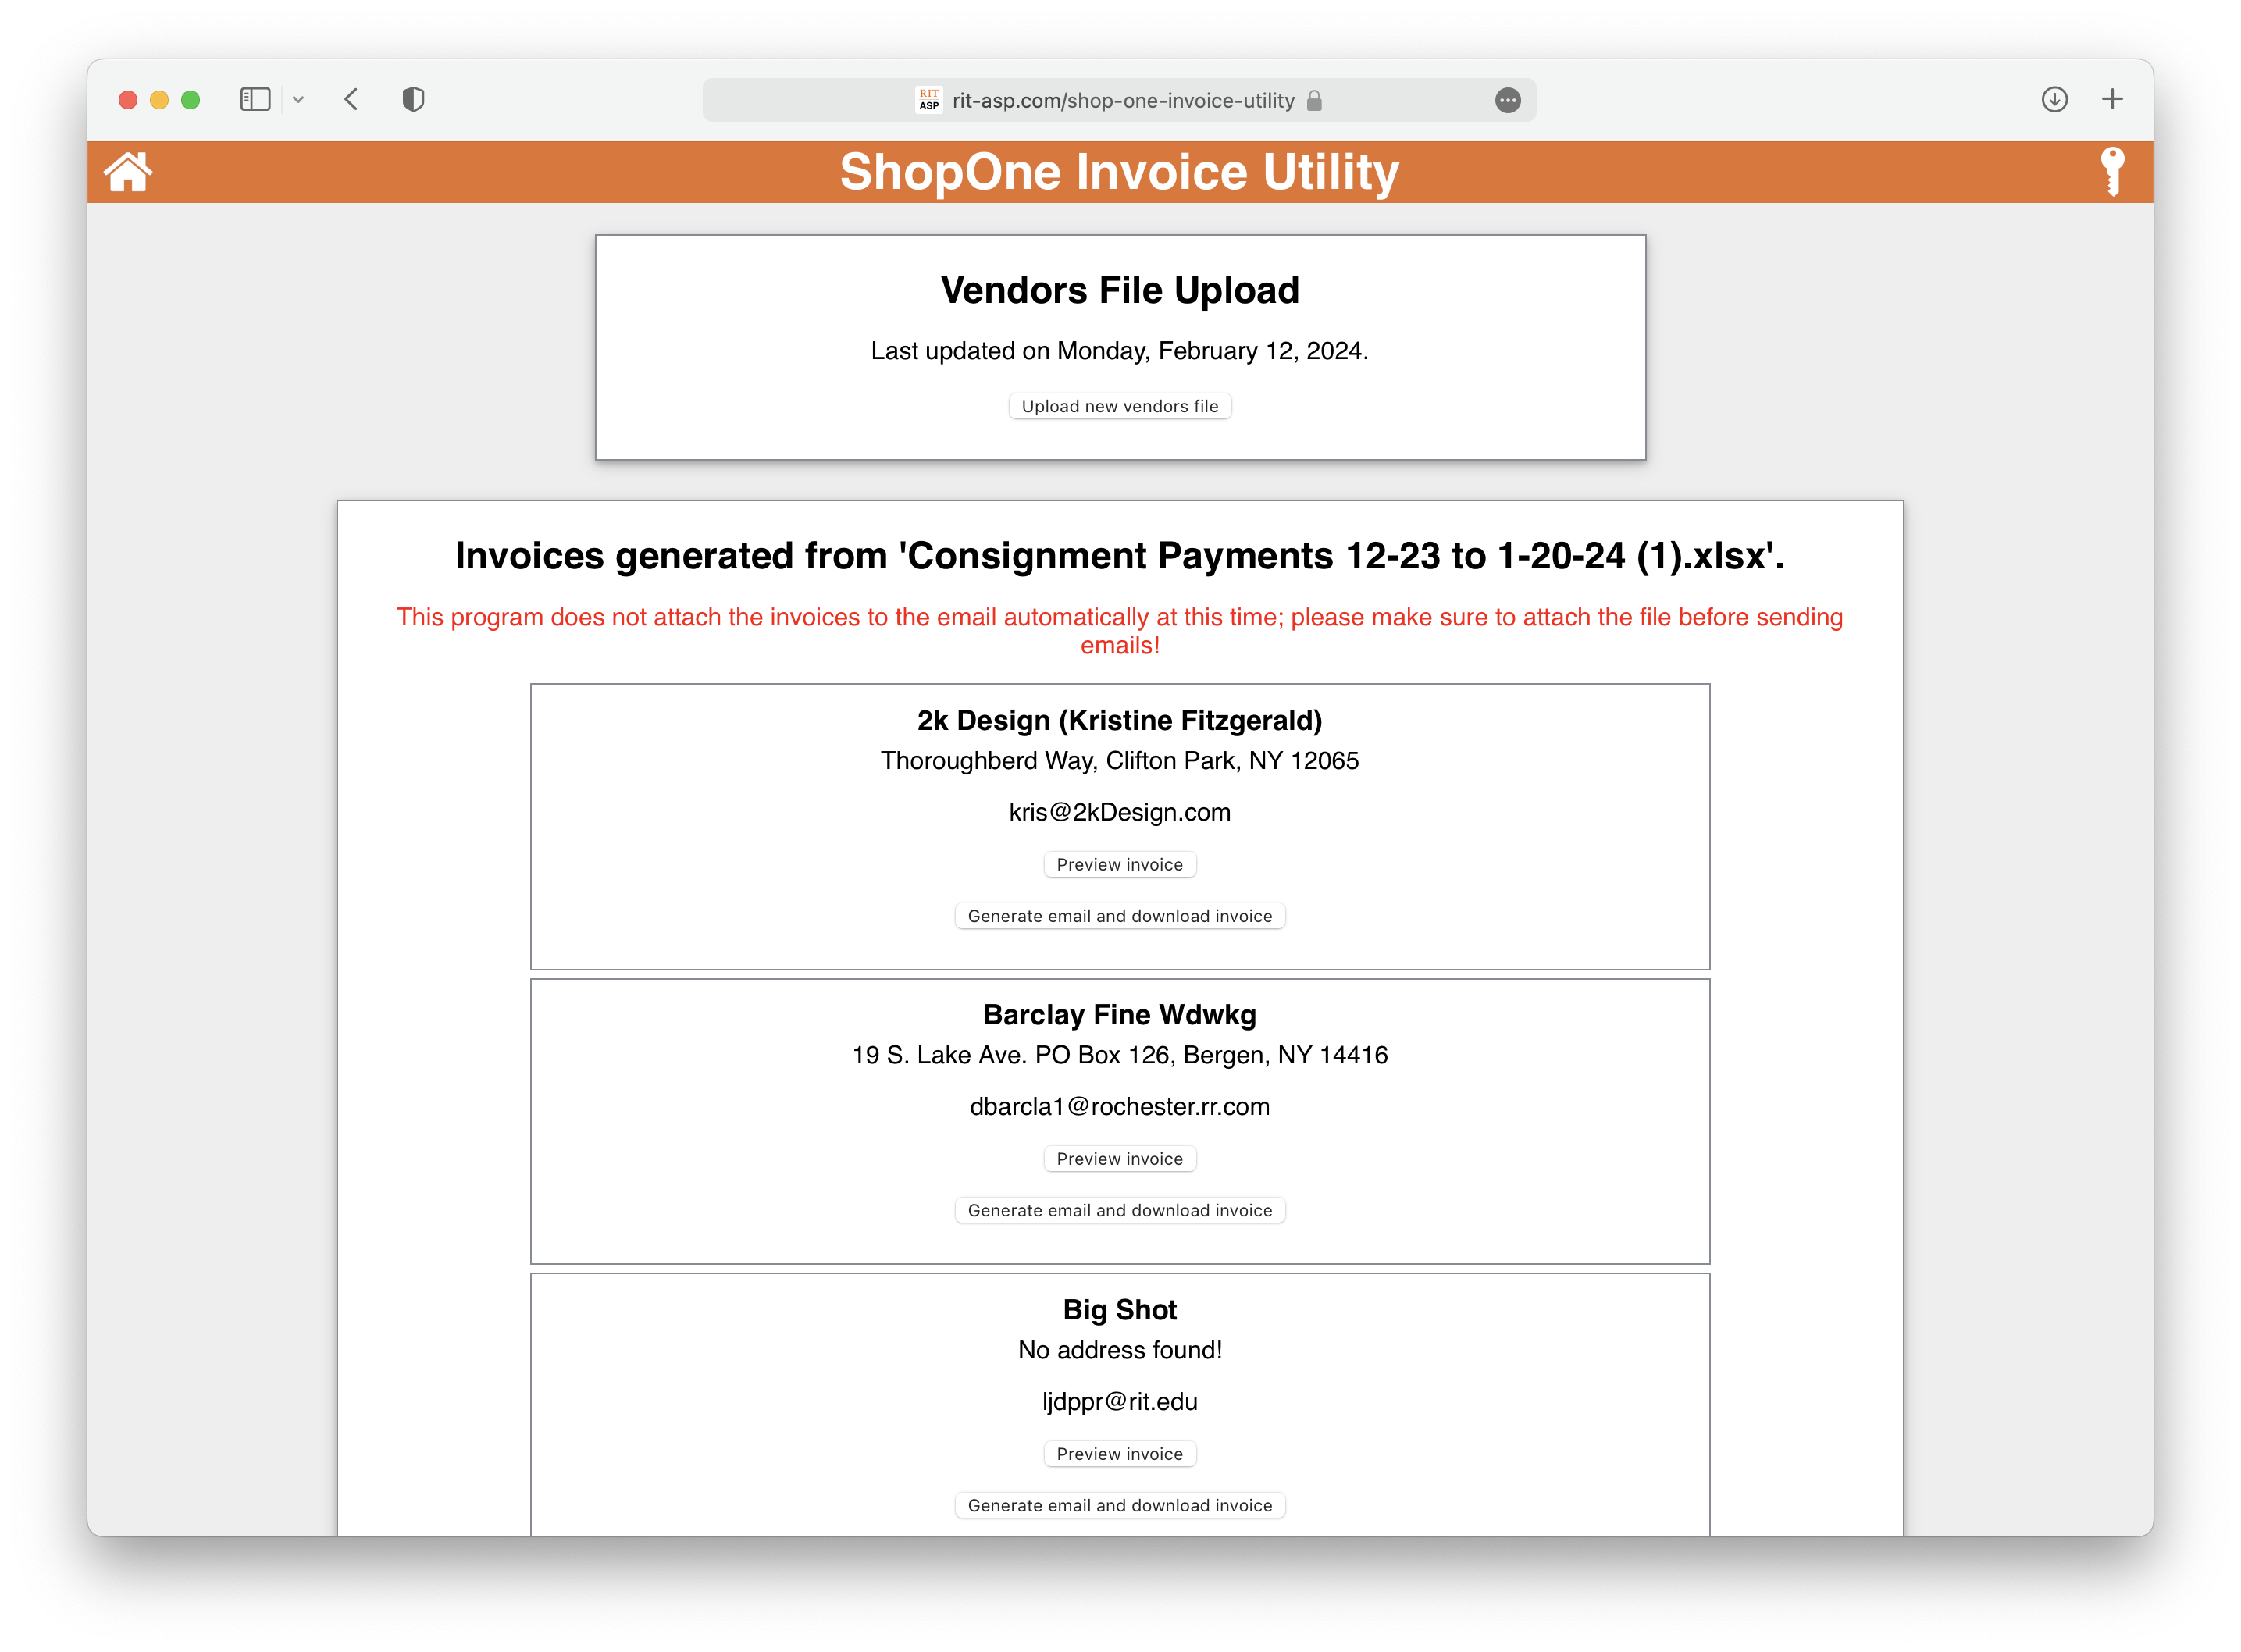 RIT
ASP
rit-asp.com/shop-one-invoice-utility
ShopOne Invoice Utility
Vendors File Upload
Last updated on Monday, February 12, 2024.
Upload new vendors file
Invoices generated from 'Consignment Payments 12-23 to 1-20-24 (1).xlsx'.
This program does not attach the invoices to the email automatically at this time; please make sure to attach the file before sending
emails!
2k Design (Kristine Fitzgerald)
Thoroughberd Way, Clifton Park, NY 12065
kris@2kDesign.com
Preview invoice
Generate email and download invoice
Barclay Fine Wdwkg
19 S. Lake Ave. PO Box 126, Bergen, NY 14416
dbarcla1@rochester.rr.com
Preview invoice
Generate email and download invoice
Big Shot
No address found!
ljdppr@rit.edu
Preview invoice
Generate email and download invoice